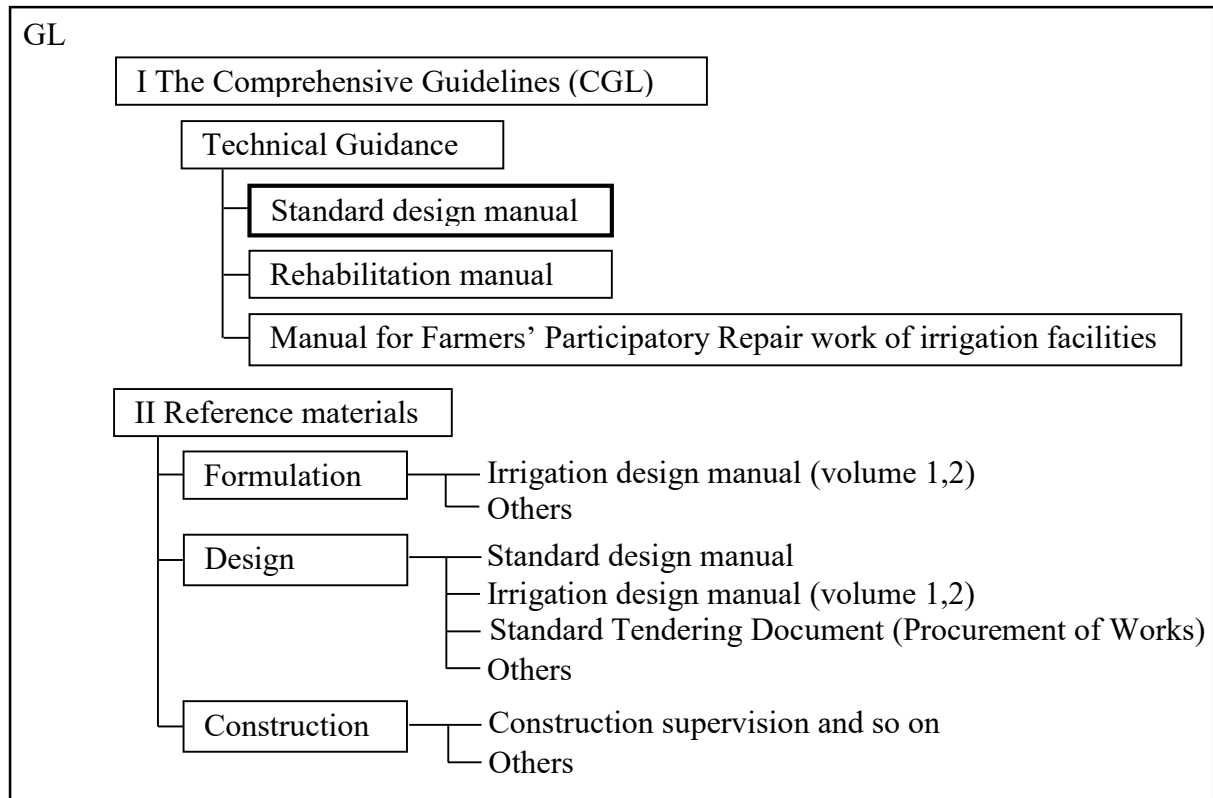 GL
I The Comprehensive Guidelines (CGL)
Technical Guidance
Standard design manual
Rehabilitation manual
Manual for Farmers’ Participatory Repair work of irrigation facilities
II Reference materials
Formulation
Irrigation design manual (volume 1,2)
Others
Design
Standard design manual
Irrigation design manual (volume 1,2)
Standard Tendering Document (Procurement of Works)
Others
Construction
Construction supervision and so on
Others